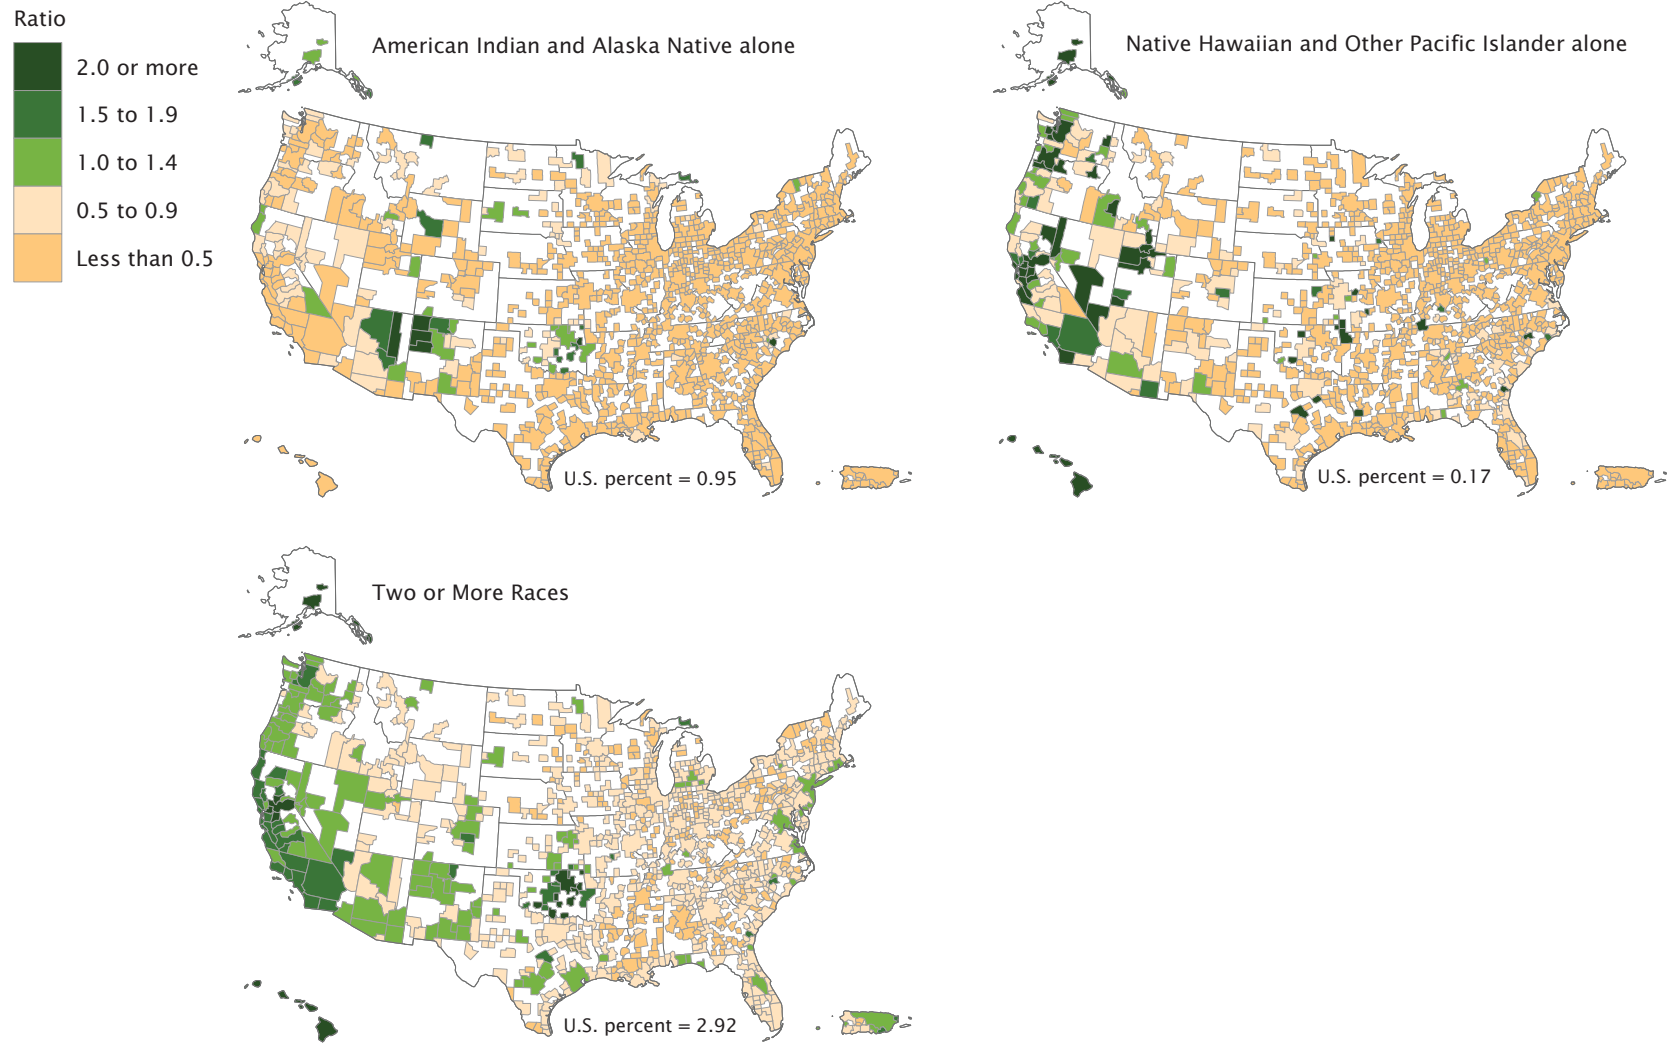 Ratio
2.0 or more
1.5 to 1.9
1.0 to 1.4
0.5 to 0.9
Less than 0.5
American Indian and Alaska Native alone
U.S. percent = 0.95
Native Hawaiian and Other Pacific Islander alone
U.S. percent = 0.17
Two or More Races
U.S. percent = 2.92